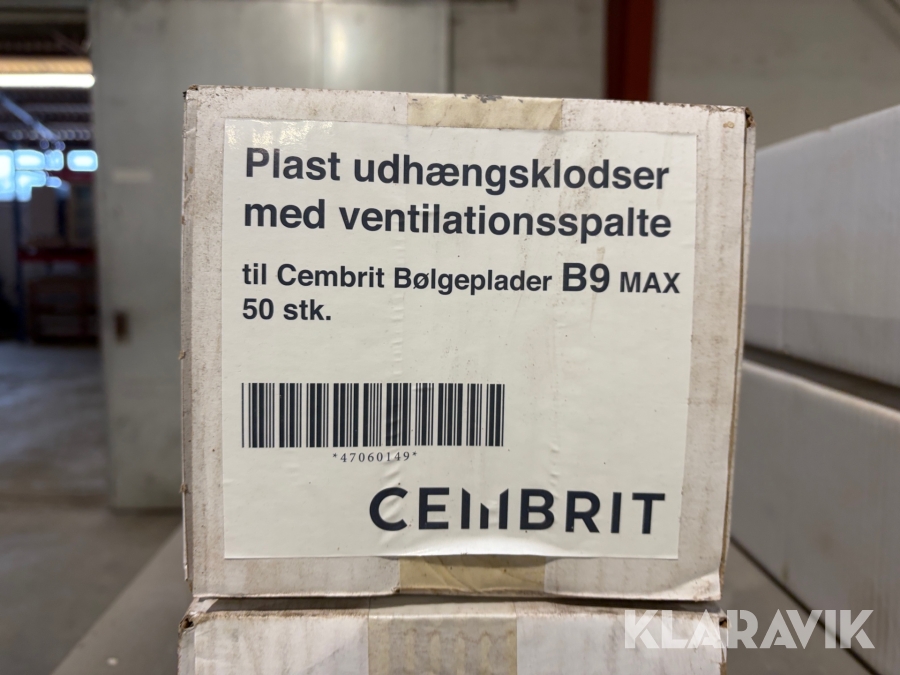 Plast udhængsklodser
med ventilationsspalte
til Cembrit Bølgeplader B9 MAX
50 stk.
*47060149*
CEMBRIT
KLARAVIK